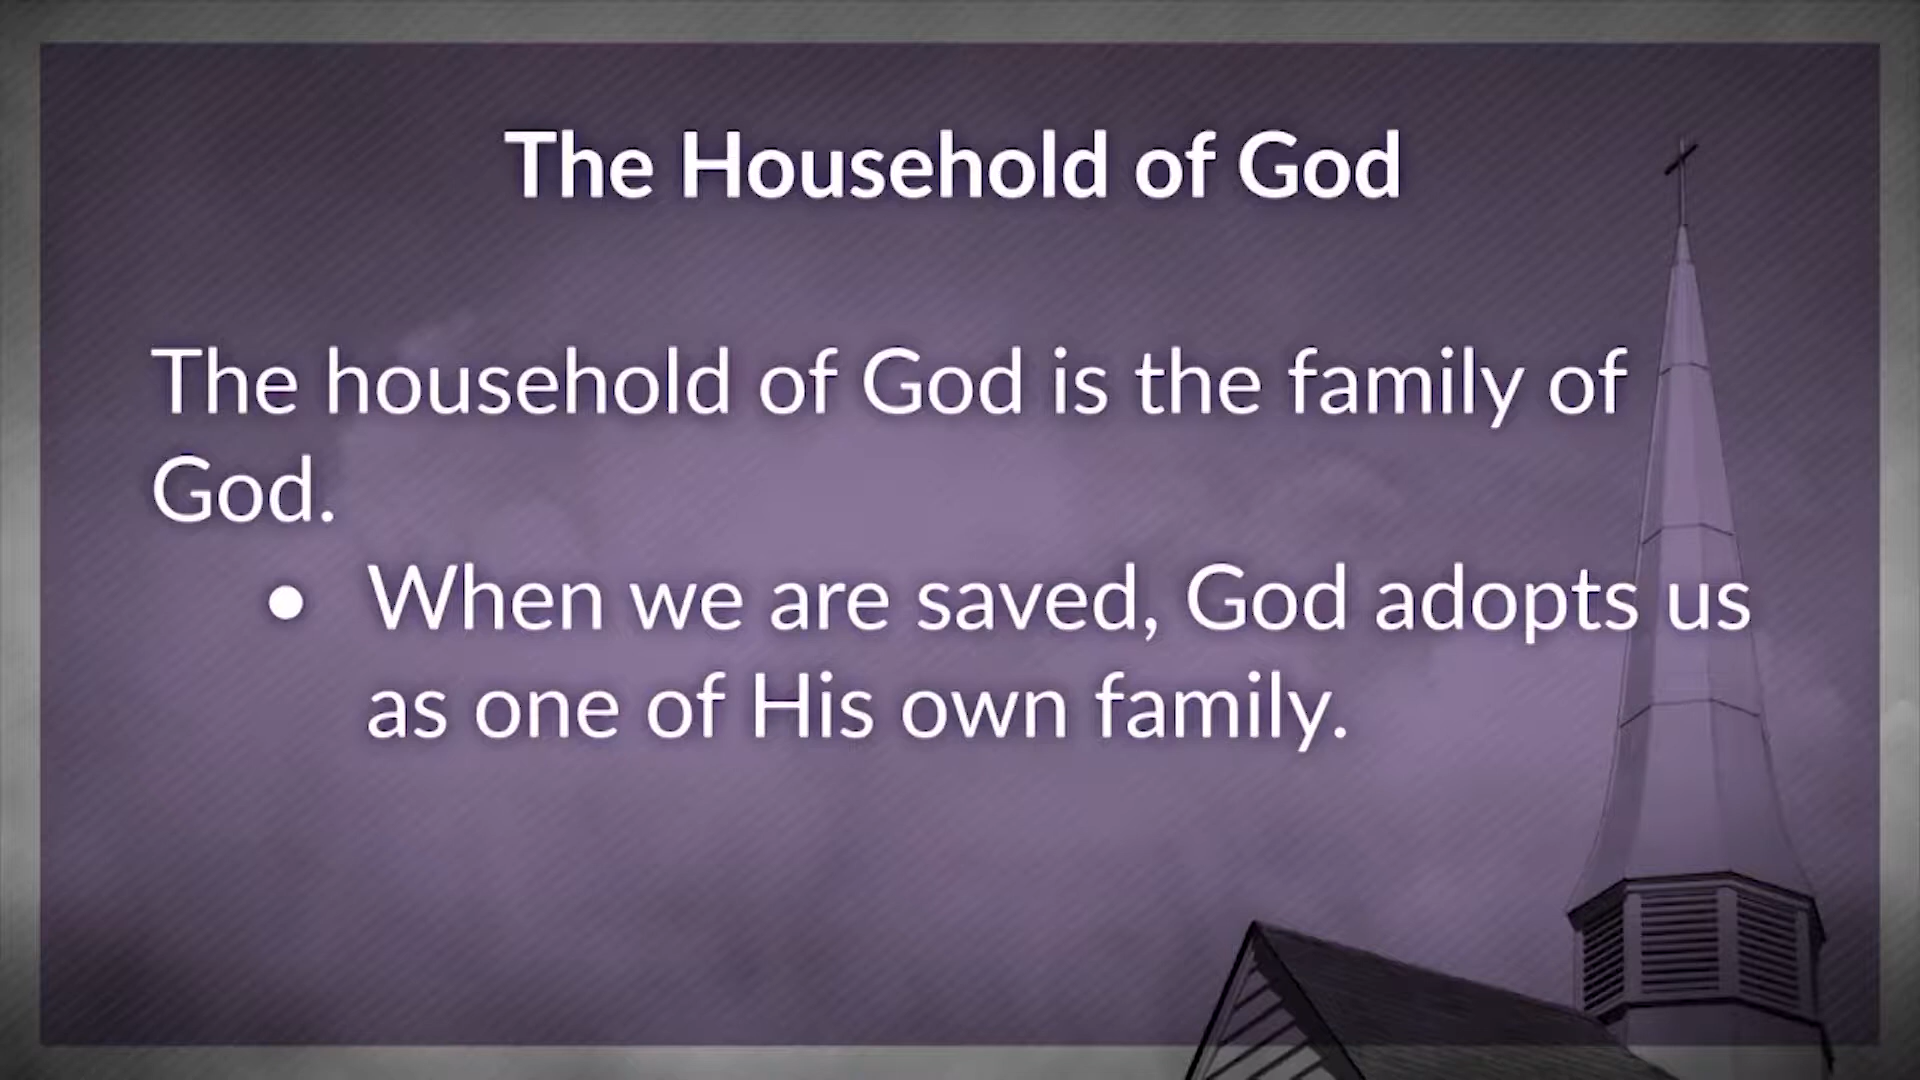 The Household of God
The household of God is the family of
God.
• When we are saved, God adopts us
as one of His own family.